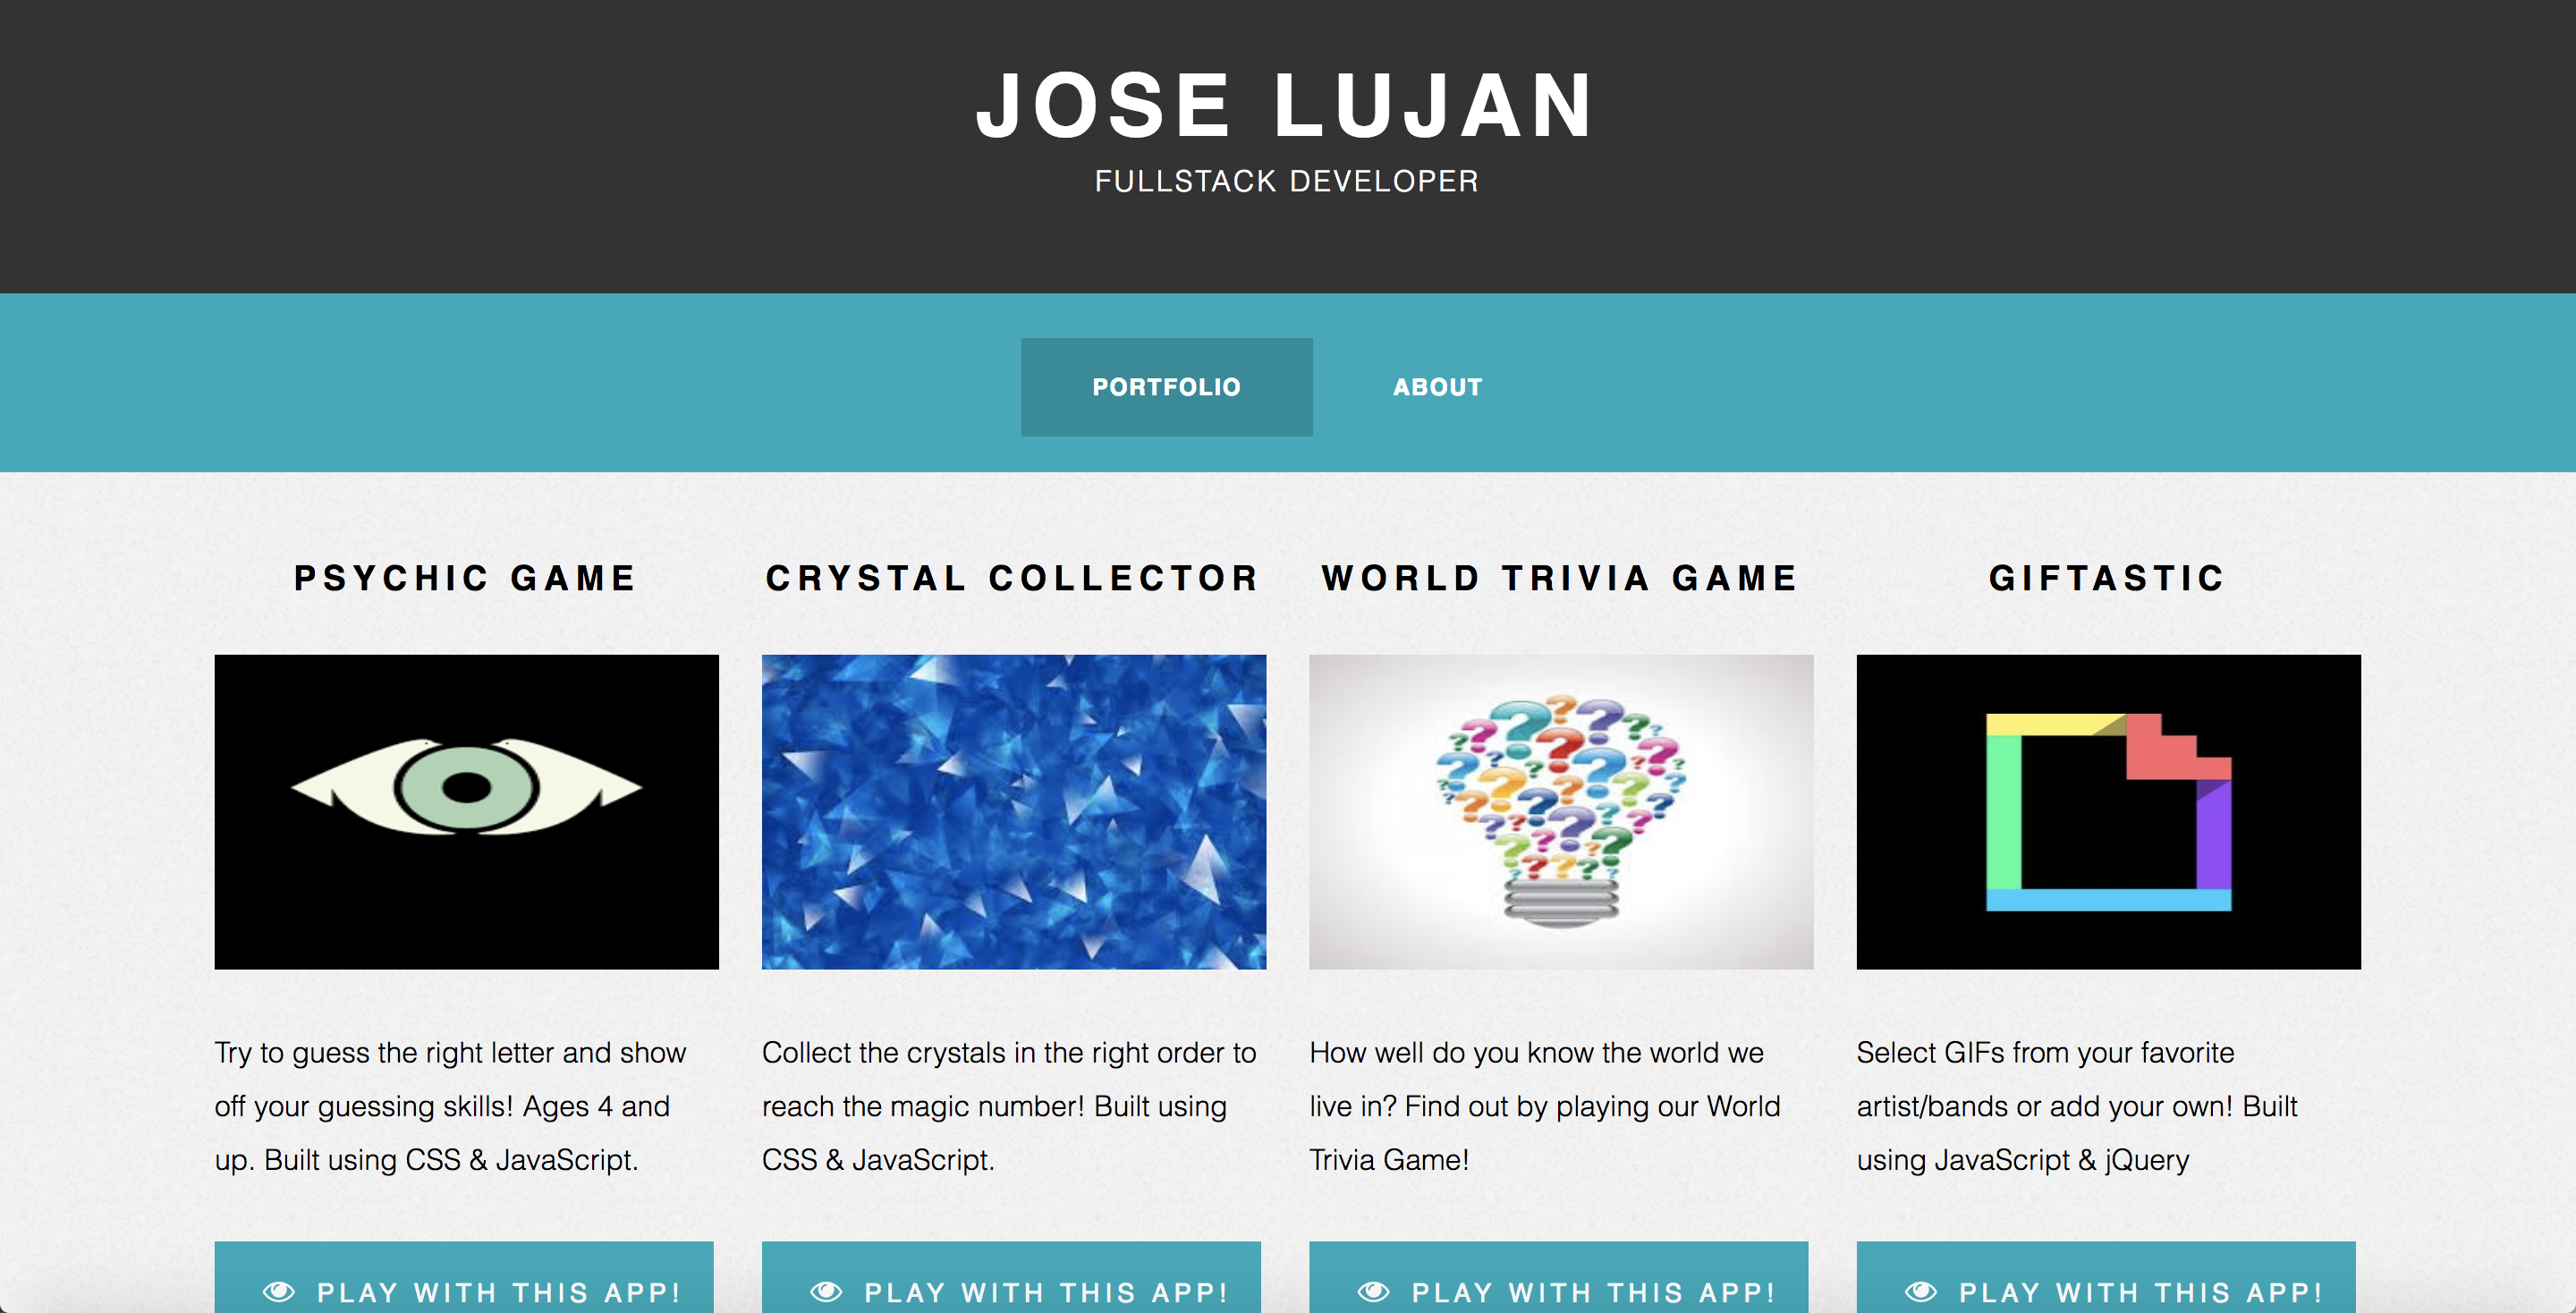 JOSE LUJAN
FULLSTACK DEVELOPER
PORTFOLIO
ABOUT
PSYCHIC GAME
Try to guess the right letter and show
off your guessing skills! Ages 4 and
up. Built using CSS & JavaScript.
PLAY WITH THIS APP!
CRYSTAL COLLECTOR
Collect the crystals in the right order to
reach the magic number! Built using
CSS & JavaScript.
PLAY WITH THIS APP!
WORLD TRIVIA GAME
How well do you know the world we
live in? Find out by playing our World
Trivia Game!
PLAY WITH THIS APP!
GIFTASTIC
Select GIFs from your favorite
artist/bands or add your own! Built
using JavaScript & jQuery
PLAY WITH THIS APP!